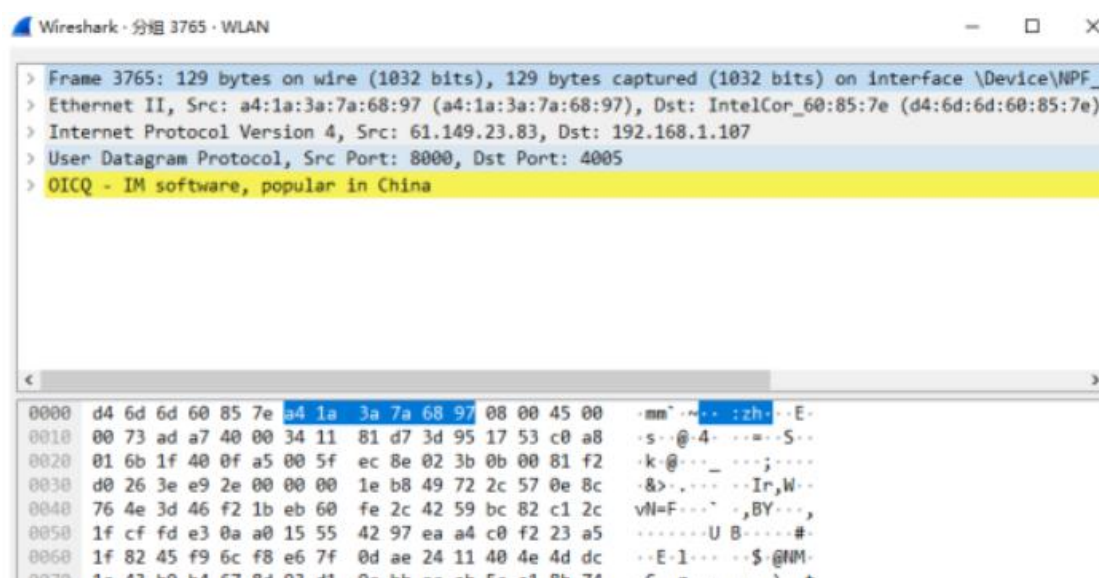 Wireshark · 分组 3765 · WLAN
> Frame 3765: 129 bytes on wire (1032 bits), 129 bytes captured (1032 bits) on interface \Device\NPF_
> Ethernet II, Src: a4:1a:3a:7a:68:97 (a4:1a:3a:7a:68:97), Dst: IntelCor_60:85:7e (d4:6d:6d:60:85:7e)
> Internet Protocol Version 4, Src: 61.149.23.83, Dst: 192.168.1.107
> User Datagram Protocol, Src Port: 8000, Dst Port: 4005
> OICQ - IM software, popular in China
0000 d4 6d 6d 60 85 7e a4 1a 3a 7a 68 97 08 00 45 00 ·mm`·~·· :zh···E·
0010 00 73 ad a7 40 00 34 11 81 d7 3d 95 17 53 c0 a8 ·s··@·4· ··=··S··
0020 01 6b 1f 40 0f a5 00 5f ec 8e 02 3b 0b 00 81 f2 ·k·@···_ ···;····
0030 d0 26 3e e9 2e 00 00 00 1e b8 49 72 2c 57 0e 8c ·&>·.··· ··Ir,W··
0040 76 4e 3d 46 f2 1b eb 60 fe 2c 42 59 bc 82 c1 2c vN=F···` ·,BY···,
0050 1f cf fd e3 0a a0 15 55 42 97 ea a4 c0 f2 23 a5 ·······U B·····#·
0060 1f 82 45 f9 6c f8 e6 7f 0d ae 24 11 40 4e 4d dc ··E·l··· ··$·@NM·